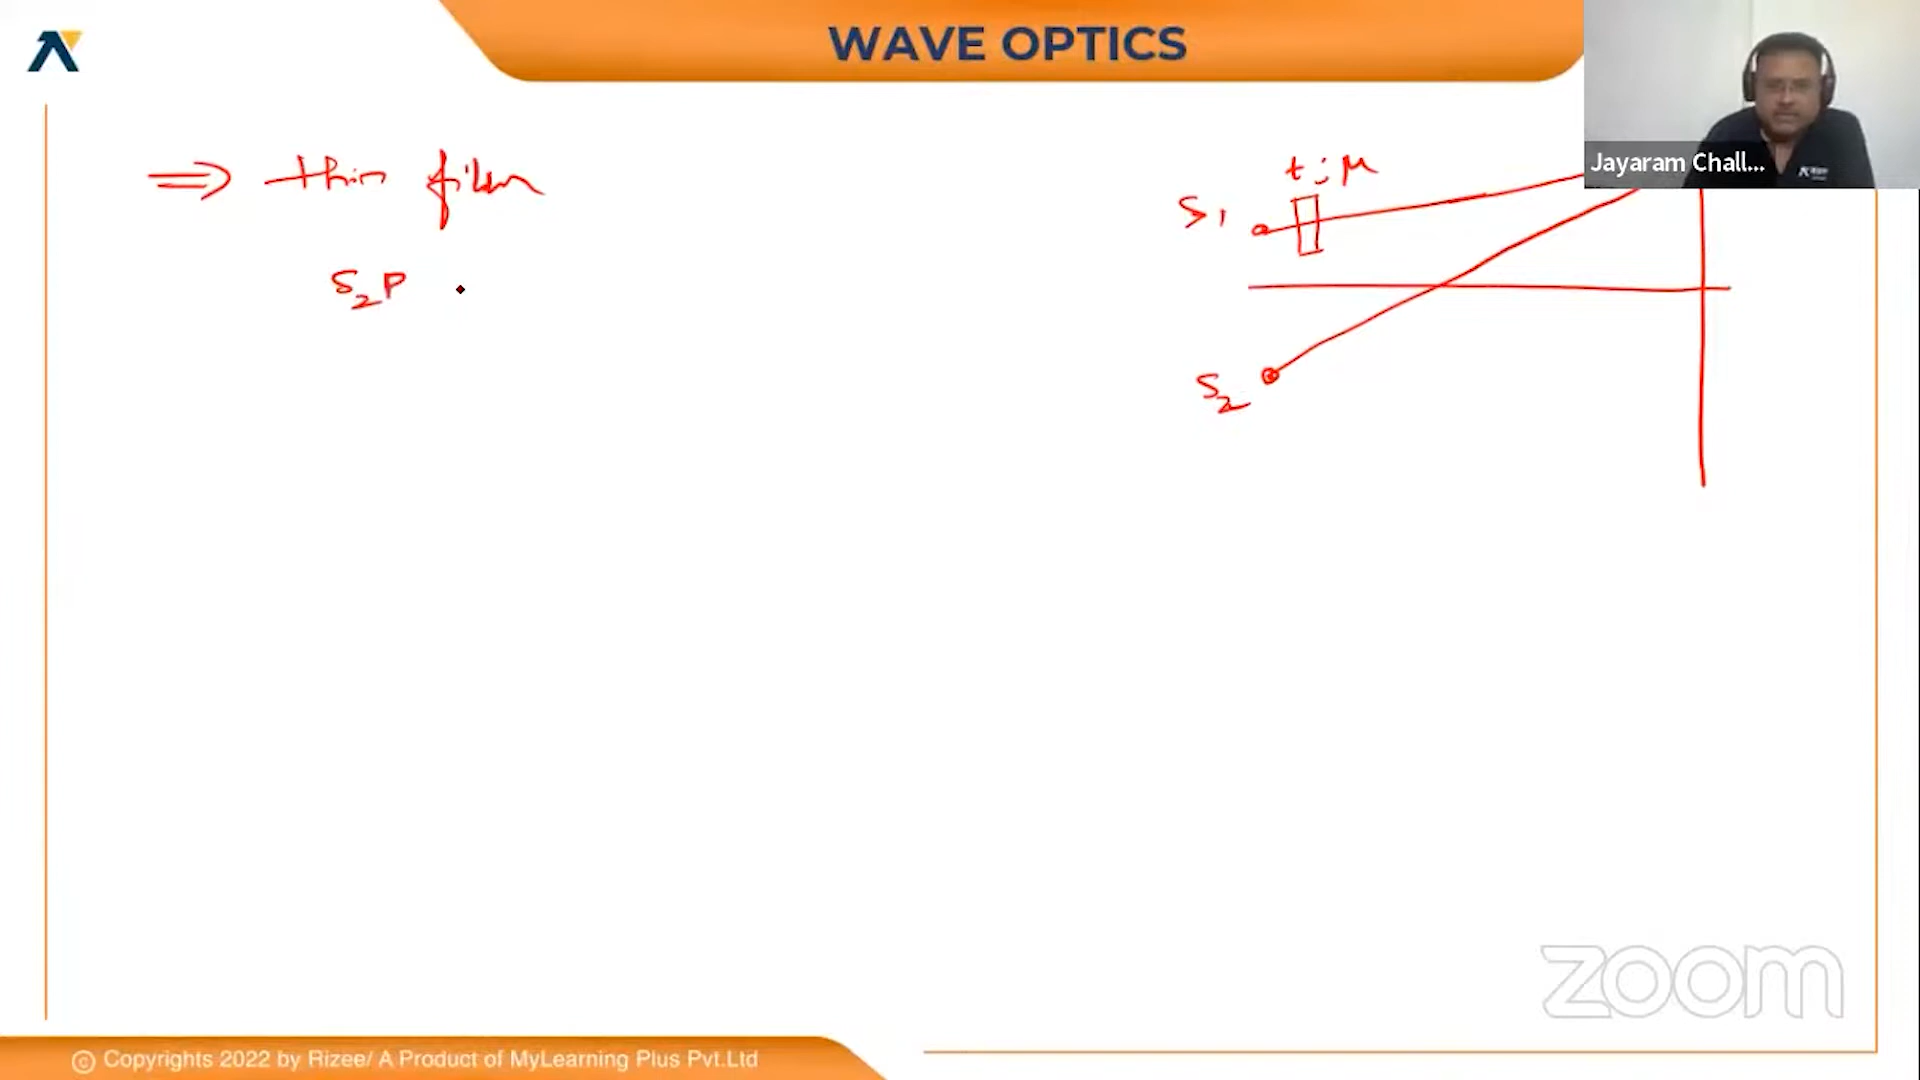 WAVE OPTICS
Jayaram Chall...
⇒ thin film
t ; μ
S₁
S₂P
S₂
zoom
© Copyrights 2022 by Rizee/ A Product of MyLearning Plus Pvt.Ltd